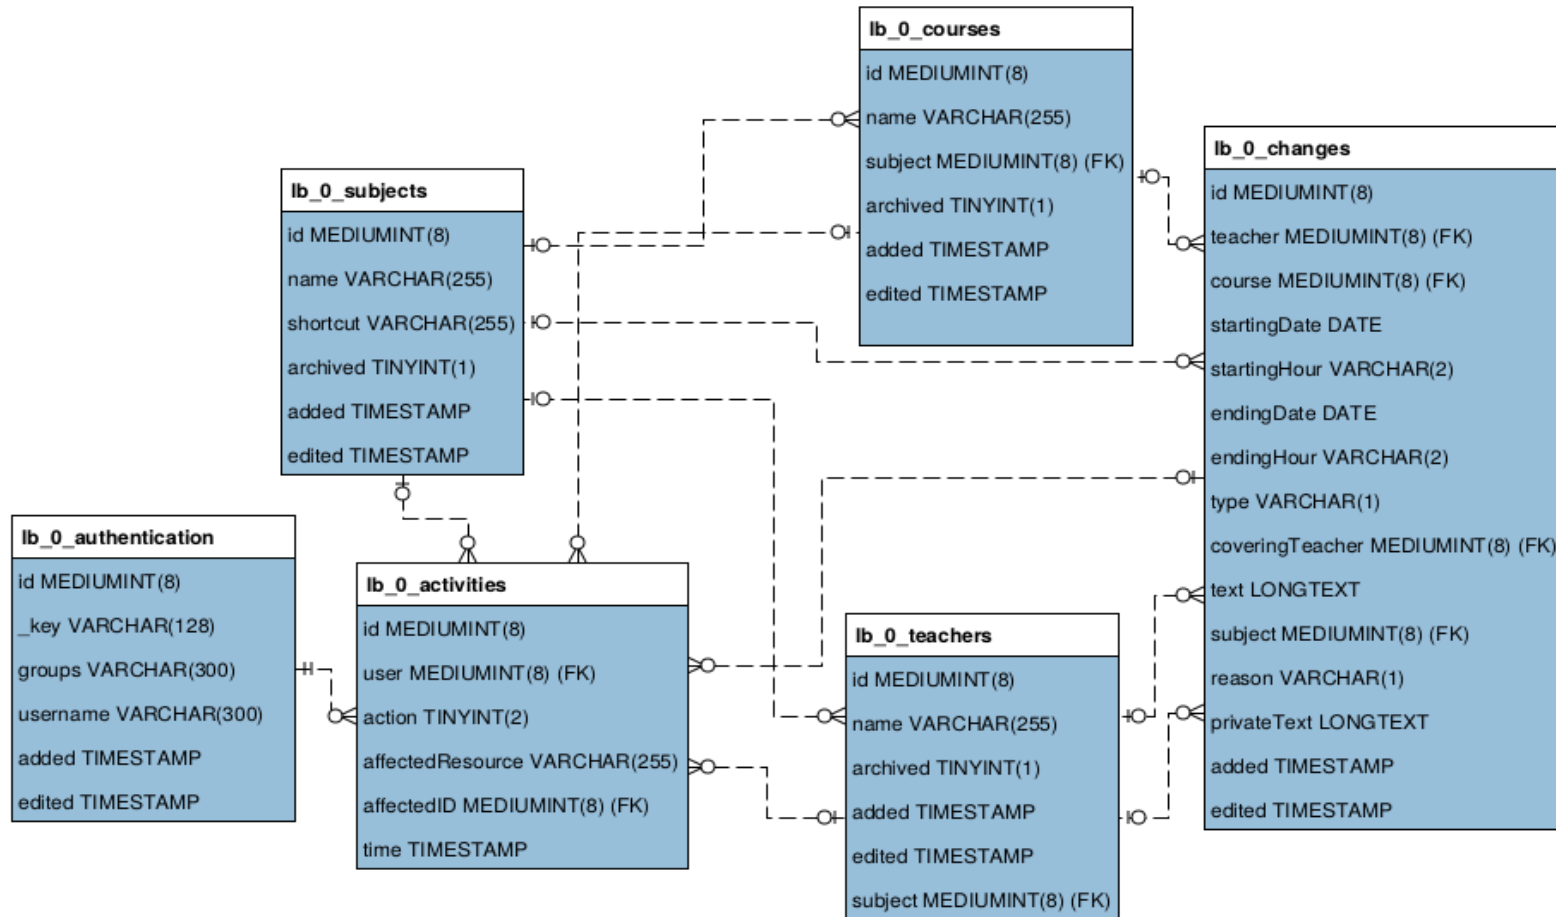 lb_0_courses
id MEDIUMINT(8)
name VARCHAR(255)
subject MEDIUMINT(8) (FK)
archived TINYINT(1)
added TIMESTAMP
edited TIMESTAMP
lb_0_changes
id MEDIUMINT(8)
teacher MEDIUMINT(8) (FK)
course MEDIUMINT(8) (FK)
startingDate DATE
startingHour VARCHAR(2)
endingDate DATE
endingHour VARCHAR(2)
type VARCHAR(1)
coveringTeacher MEDIUMINT(8) (FK)
text LONGTEXT
subject MEDIUMINT(8) (FK)
reason VARCHAR(1)
privateText LONGTEXT
added TIMESTAMP
edited TIMESTAMP
lb_0_subjects
id MEDIUMINT(8)
name VARCHAR(255)
shortcut VARCHAR(255)
archived TINYINT(1)
added TIMESTAMP
edited TIMESTAMP
lb_0_authentication
id MEDIUMINT(8)
_key VARCHAR(128)
groups VARCHAR(300)
username VARCHAR(300)
added TIMESTAMP
edited TIMESTAMP
lb_0_activities
id MEDIUMINT(8)
user MEDIUMINT(8) (FK)
action TINYINT(2)
affectedResource VARCHAR(255)
affectedID MEDIUMINT(8) (FK)
time TIMESTAMP
lb_0_teachers
id MEDIUMINT(8)
name VARCHAR(255)
archived TINYINT(1)
added TIMESTAMP
edited TIMESTAMP
subject MEDIUMINT(8) (FK)